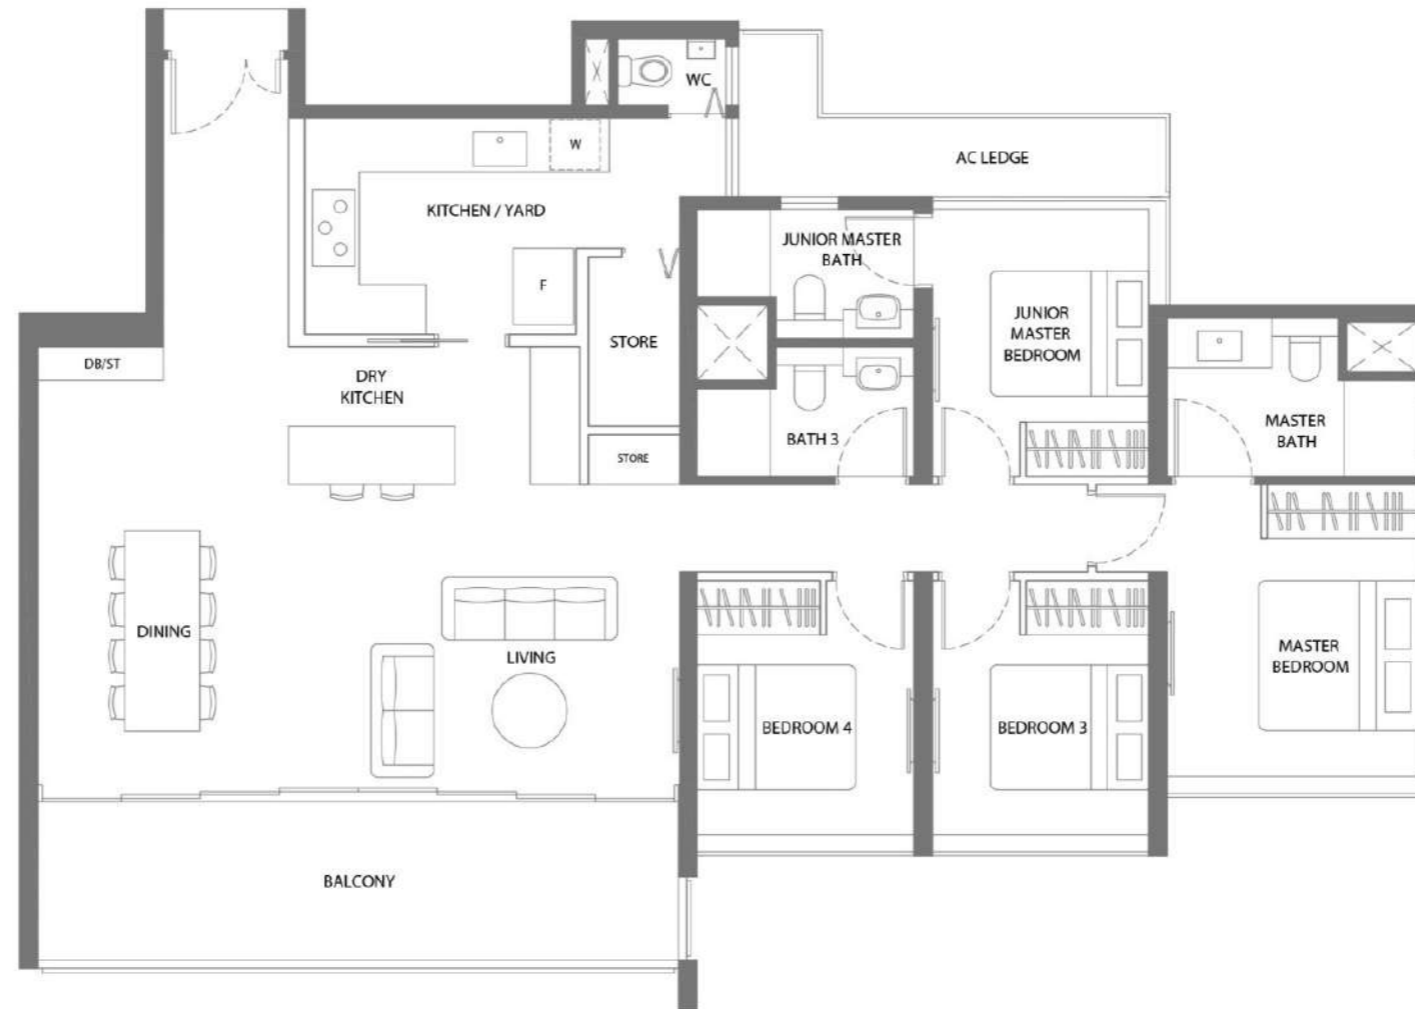 WC
W
AC LEDGE
KITCHEN / YARD
JUNIOR MASTER
BATH
F
JUNIOR
MASTER
BEDROOM
STORE
DB/ST
DRY
KITCHEN
MASTER
BATH
BATH 3
STORE
DINING
LIVING
MASTER
BEDROOM
BEDROOM 4
BEDROOM 3
BALCONY